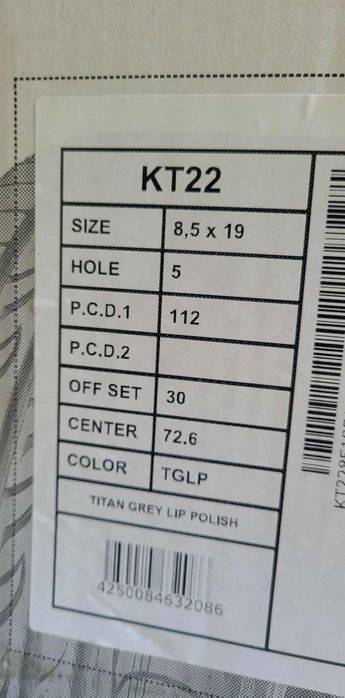 KT22
SIZE 8,5 x 19
HOLE 5
P.C.D.1 112
P.C.D.2
OFF SET 30
CENTER 72.6
COLOR TGLP
TITAN GREY LIP POLISH
4250084632086